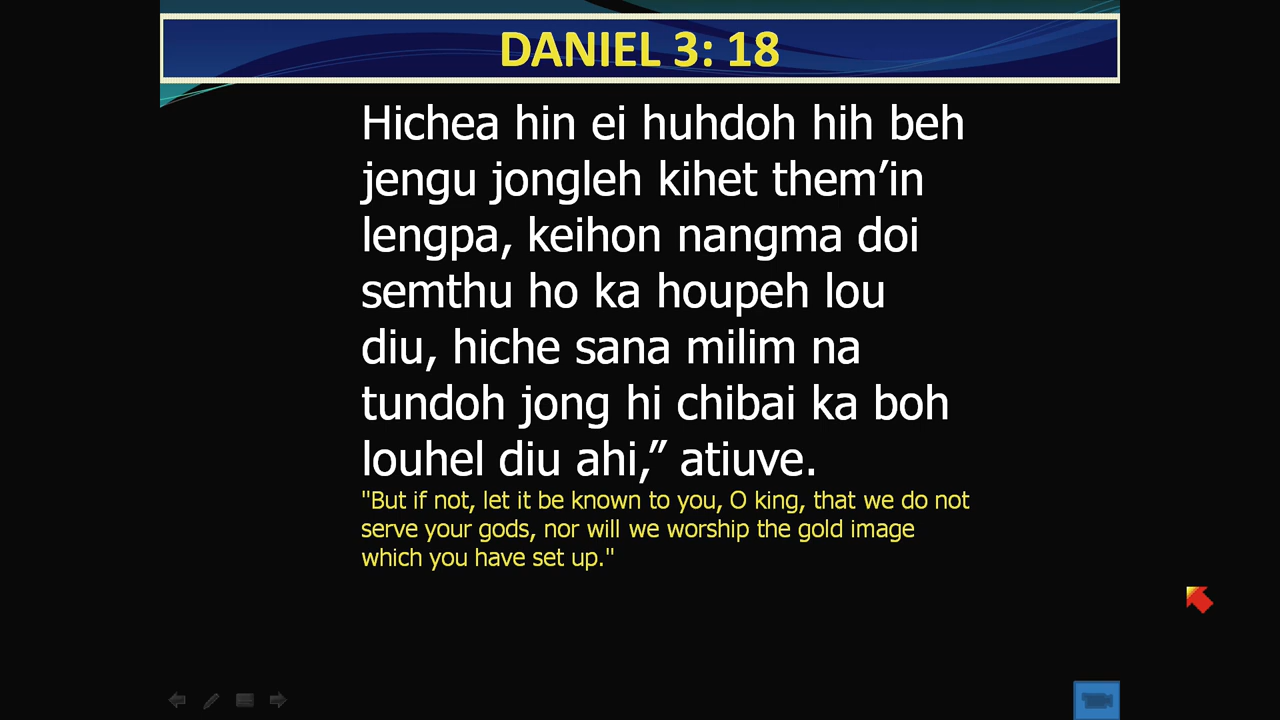 DANIEL 3: 18
Hichea hin ei huhdoh hih beh
jengu jongleh kihet them’in
lengpa, keihon nangma doi
semthu ho ka houpeh lou
diu, hiche sana milim na
tundoh jong hi chibai ka boh
louhel diu ahi,” atiuve.
"But if not, let it be known to you, O king, that we do not
serve your gods, nor will we worship the gold image
which you have set up."